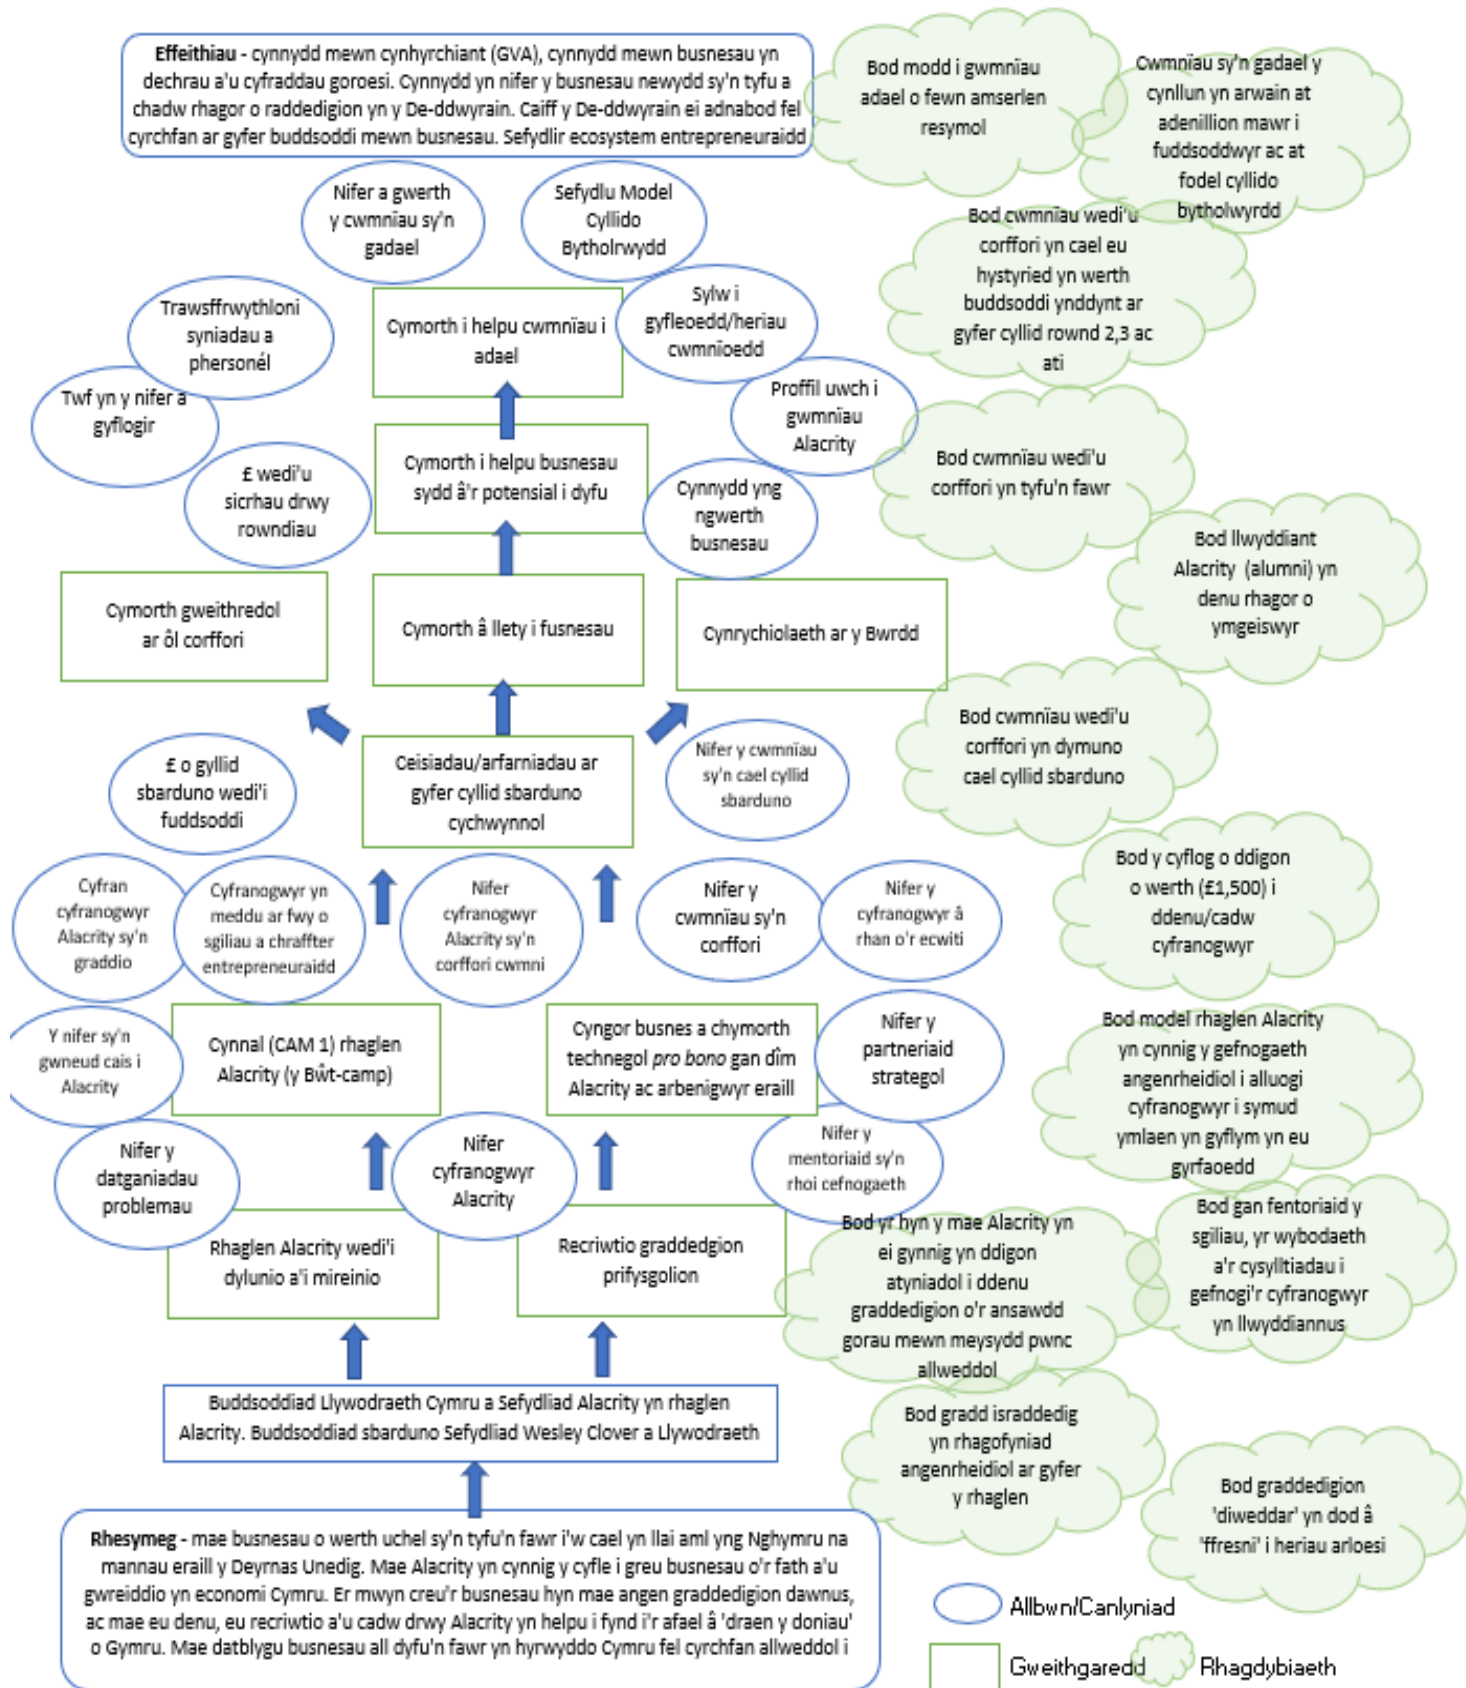 Effeithiau - cynnydd mewn cynhyrchiant (GVA), cynnydd mewn busnesau yn
dechrau a'u cyfraddau goroesi. Cynnydd yn nifer y busnesau newydd sy'n tyfu a
chadw rhagor o raddedigion yn y De-ddwyrain. Caiff y De-ddwyrain ei adnabod fel
cyrchfan ar gyfer buddsoddi mewn busnesau. Sefydlir ecosystem entrepreneuraidd
Bod modd i gwmnïau
adael o fewn amserlen
resymol
Cwmnïau sy'n gadael y
cynllun yn arwain at
adenillion mawr i
fuddsoddwyr ac at
fodel cyllido
bytholwyrdd
Nifer a gwerth
y cwmnïau sy'n
gadael
Sefydlu Model
Cyllido
Bytholrwydd
Bod cwmnïau wedi'u
corffori yn cael eu
hystyried yn werth
buddsoddi ynddynt ar
gyfer cyllid rownd 2,3 ac
ati
Trawsffrwythloni
syniadau a
phersonél
Cymorth i helpu cwmnïau i
adael
Sylw i
gyfleoedd/heriau
cwmnïoedd
Twf yn y nifer a
gyflogir
Proffil uwch i
gwmnïau
Alacrity
£ wedi'u
sicrhau drwy
rowndiau
Cymorth i helpu busnesau
sydd â'r potensial i dyfu
Cynnydd yng
ngwerth
busnesau
Bod cwmnïau wedi'u
corffori yn tyfu'n fawr
Bod llwyddiant
Alacrity (alumni) yn
denu rhagor o
ymgeiswyr
Cymorth gweithredol
ar ôl corffori
Cymorth â llety i fusnesau
Cynrychiolaeth ar y Bwrdd
Bod cwmnïau wedi'u
corffori yn dymuno
cael cyllid sbarduno
£ o gyllid
sbarduno wedi'i
fuddsoddi
Ceisiadau/arfarniadau ar
gyfer cyllid sbarduno
cychwynnol
Nifer y cwmnïau
sy'n cael cyllid
sbarduno
Bod y cyflog o ddigon
o werth (£1,500) i
ddenu/cadw
cyfranogwyr
Cyfran
cyfranogwyr
Alacrity sy'n
graddio
Cyfranogwyr yn
meddu ar fwy o
sgiliau a chraffter
entrepreneuraidd
Nifer
cyfranogwyr
Alacrity sy'n
corffori cwmni
Nifer y
cwmnïau sy'n
corffori
Nifer y
cyfranogwyr â
rhan o'r ecwiti
Y nifer sy'n
gwneud cais i
Alacrity
Cynnal (CAM 1) rhaglen
Alacrity (y Bŵt-camp)
Cyngor busnes a chymorth
technegol pro bono gan dîm
Alacrity ac arbenigwyr eraill
Nifer y
partneriaid
strategol
Bod model rhaglen Alacrity
yn cynnig y gefnogaeth
angenrheidiol i alluogi
cyfranogwyr i symud
ymlaen yn gyflym yn eu
gyrfaoedd
Nifer y
datganiadau
problemau
Nifer
cyfranogwyr
Alacrity
Nifer y
mentoriaid sy'n
rhoi cefnogaeth
Rhaglen Alacrity wedi'i
dylunio a'i mireinio
Recriwtio graddedgion
prifysgolion
Bod yr hyn y mae Alacrity yn
ei gynnig yn ddigon
atyniadol i ddenu
graddedigion o'r ansawdd
gorau mewn meysydd pwnc
allweddol
Bod gan fentoriaid y
sgiliau, yr wybodaeth
a'r cysylltiadau i
gefnogi'r cyfranogwyr
yn llwyddiannus
Buddsoddiad Llywodraeth Cymru a Sefydliad Alacrity yn rhaglen
Alacrity. Buddsoddiad sbarduno Sefydliad Wesley Clover a Llywodraeth
Bod gradd israddedig
yn rhagofyniad
angenrheidiol ar gyfer
y rhaglen
Bod graddedigion
'diweddar' yn dod â
'ffresni' i heriau arloesi
Rhesymeg - mae busnesau o werth uchel sy'n tyfu'n fawr i'w cael yn llai aml yng Nghymru na
mannau eraill y Deyrnas Unedig. Mae Alacrity yn cynnig y cyfle i greu busnesau o'r fath a'u
gwreiddio yn economi Cymru. Er mwyn creu'r busnesau hyn mae angen graddedigion dawnus,
ac mae eu denu, eu recriwtio a'u cadw drwy Alacrity yn helpu i fynd i'r afael â 'draen y doniau'
o Gymru. Mae datblygu busnesau all dyfu'n fawr yn hyrwyddo Cymru fel cyrchfan allweddol i
Allbwn/Canlyniad
Gweithgaredd
Rhagdybiaeth